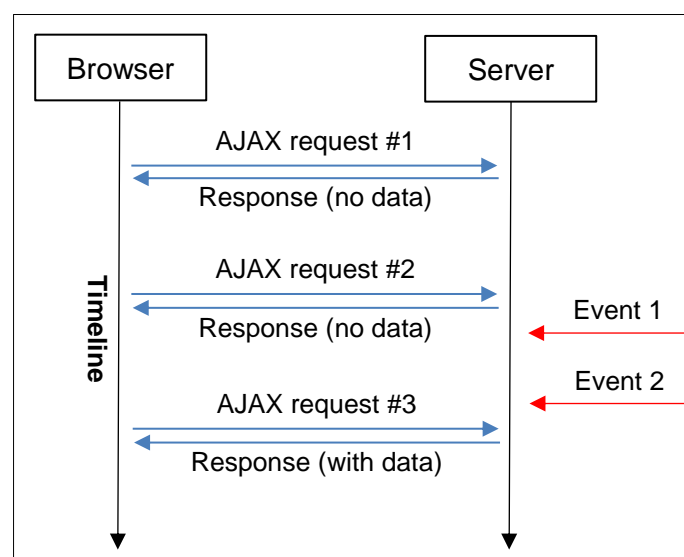 Browser
Server
AJAX request #1
Response (no data)
Timeline
AJAX request #2
Response (no data)
Event 1
Event 2
AJAX request #3
Response (with data)